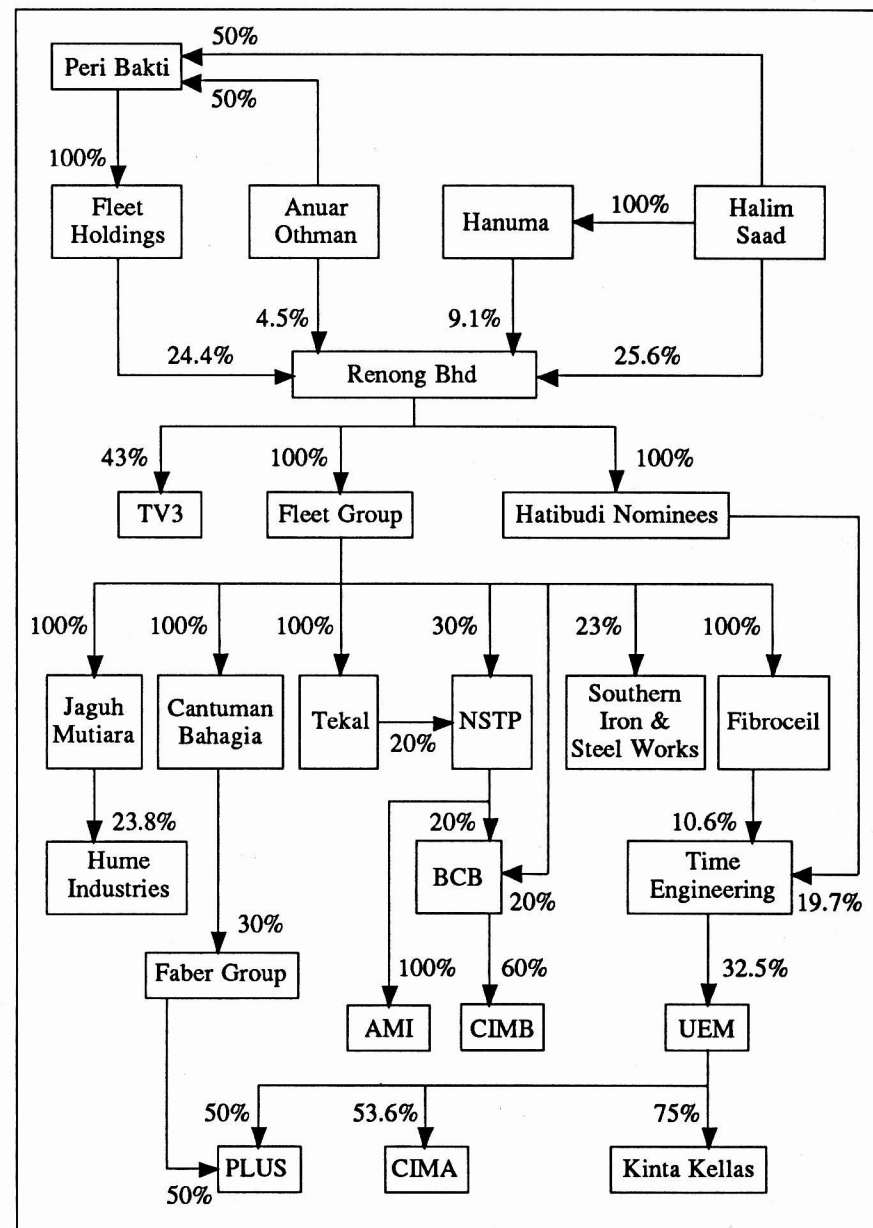 50%
Peri Bakti
50%
100%
Fleet
Holdings
Anuar
Othman
Hanuma
100%
Halim
Saad
4.5%
9.1%
24.4%
25.6%
Renong Bhd
43%
100%
100%
TV3
Fleet Group
Hatibudi Nominees
100%
100%
100%
30%
23%
100%
Jaguh
Mutiara
Cantuman
Bahagia
Tekal
20%
NSTP
Southern
Iron &
Steel Works
Fibroceil
23.8%
20%
10.6%
Hume
Industries
BCB
20%
Time
Engineering
19.7%
30%
Faber Group
100%
60%
32.5%
AMI
CIMB
UEM
50%
53.6%
75%
PLUS
CIMA
Kinta Kellas
50%